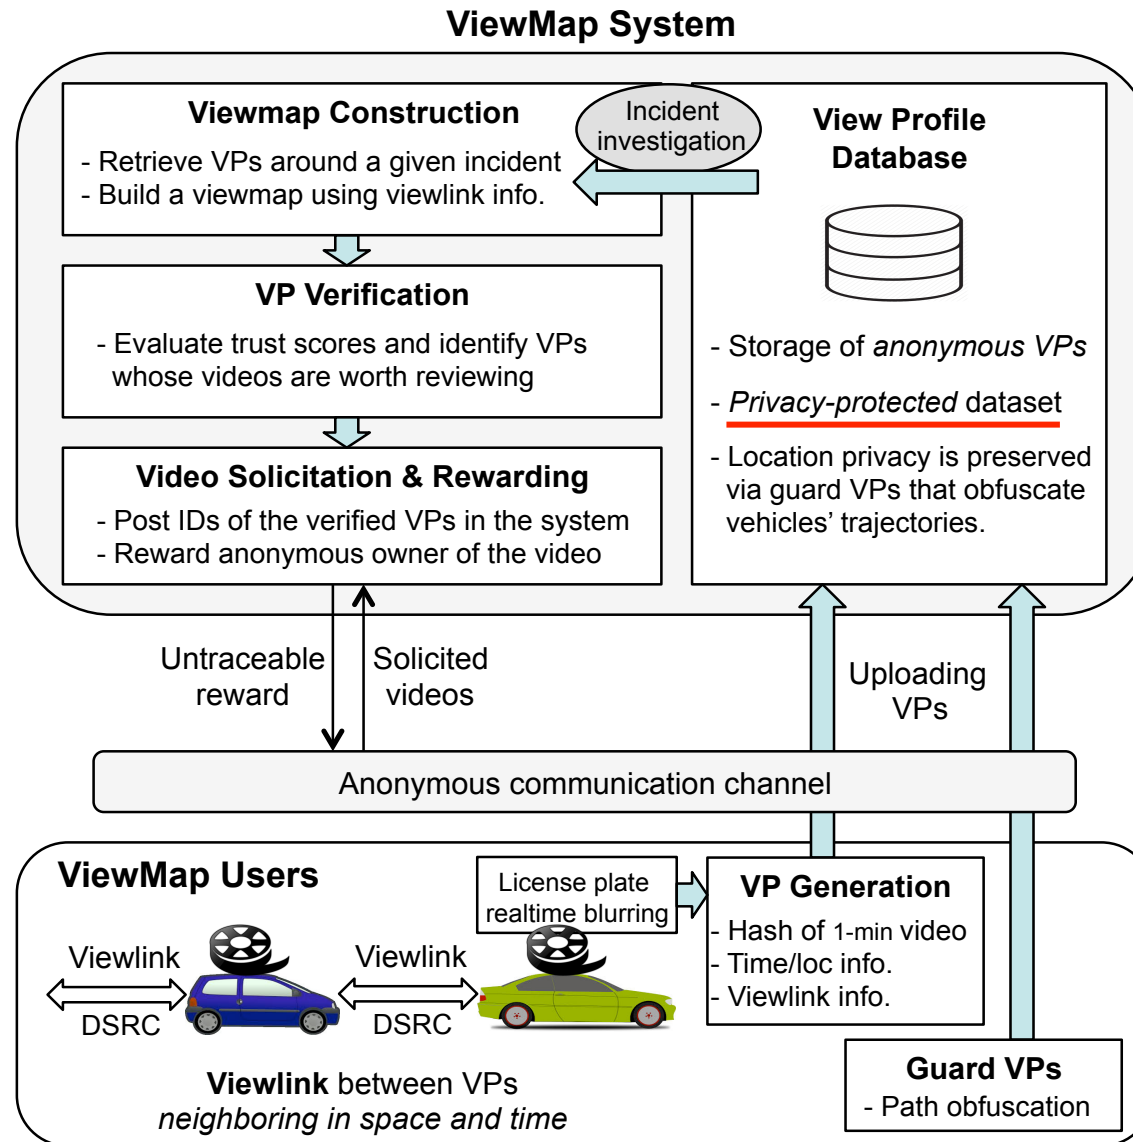 ViewMap System
Viewmap Construction
- Retrieve VPs around a given incident
- Build a viewmap using viewlink info.
Incident
investigation
View Profile
Database
- Storage of anonymous VPs
- Privacy-protected dataset
- Location privacy is preserved
via guard VPs that obfuscate
vehicles’ trajectories.
VP Verification
- Evaluate trust scores and identify VPs
whose videos are worth reviewing
Video Solicitation & Rewarding
- Post IDs of the verified VPs in the system
- Reward anonymous owner of the video
Untraceable
reward
Solicited
videos
Uploading
VPs
Anonymous communication channel
ViewMap Users
License plate
realtime blurring
VP Generation
- Hash of 1-min video
- Time/loc info.
- Viewlink info.
Viewlink
DSRC
Viewlink
DSRC
Viewlink between VPs
neighboring in space and time
Guard VPs
- Path obfuscation